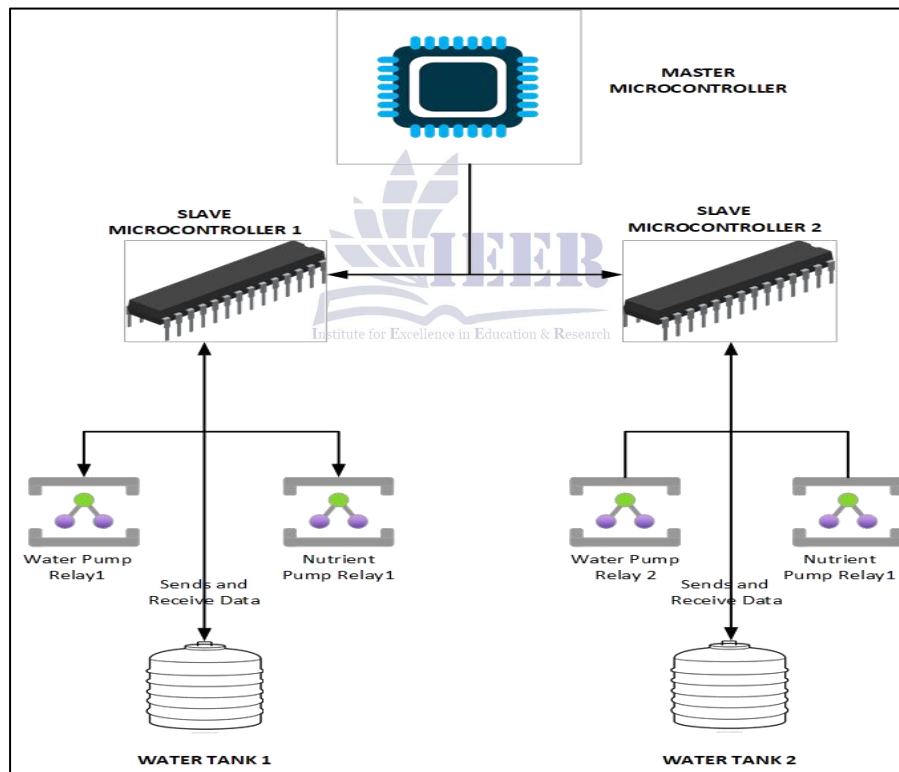 MASTER
MICROCONTROLLER
SLAVE
MICROCONTROLLER 1
SLAVE
MICROCONTROLLER 2
IEER
Institute for Excellence in Education & Research
Water Pump
Relay1
Nutrient
Pump Relay1
Water Pump
Relay 2
Nutrient
Pump Relay1
Sends and
Receive Data
Sends and
Receive Data
WATER TANK 1
WATER TANK 2